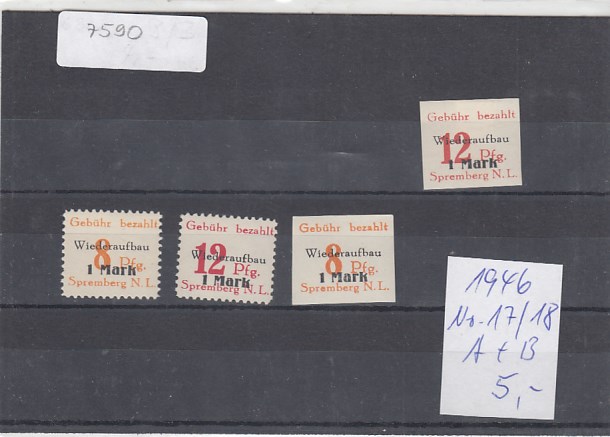 7590
Gebühr bezahlt
Wiederaufbau
12 Pfg.
1 Mark
Spremberg N.L.
Gebühr bezahlt
Wiederaufbau
8 Pfg.
1 Mark
Spremberg N.L.
Gebühr bezahlt
Wiederaufbau
12 Pfg.
1 Mark
Spremberg N.L.
Gebühr bezahlt
Wiederaufbau
8 Pfg.
1 Mark
Spremberg N.L.
1946
No. 17/18
A + B
5,-